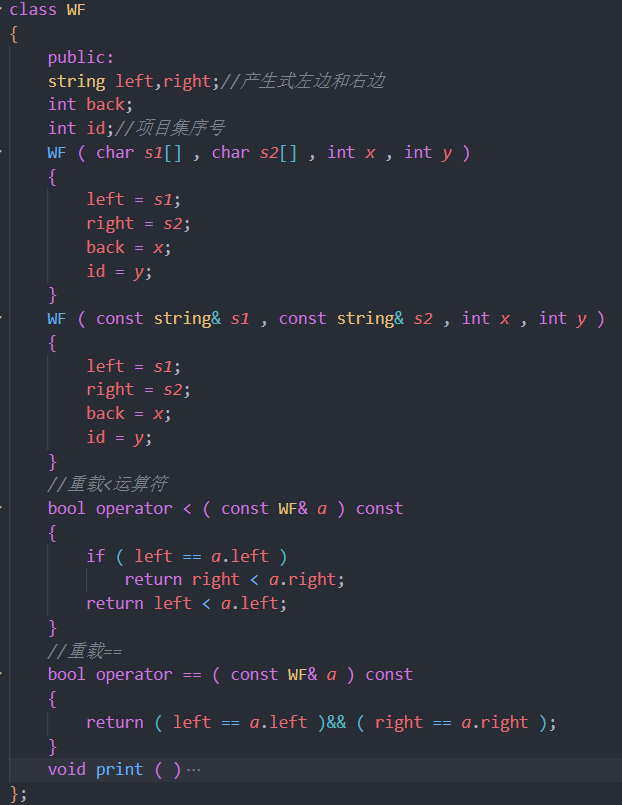 class WF
{
public:
string left,right;//产生式左边和右边
int back;
int id;//项目集序号
WF ( char s1[] , char s2[] , int x , int y )
{
left = s1;
right = s2;
back = x;
id = y;
}
WF ( const string& s1 , const string& s2 , int x , int y )
{
left = s1;
right = s2;
back = x;
id = y;
}
//重载<运算符
bool operator < ( const WF& a ) const
{
if ( left == a.left )
return right < a.right;
return left < a.left;
}
//重载==
bool operator == ( const WF& a ) const
{
return ( left == a.left )&& ( right == a.right );
}
void print ( )···
};